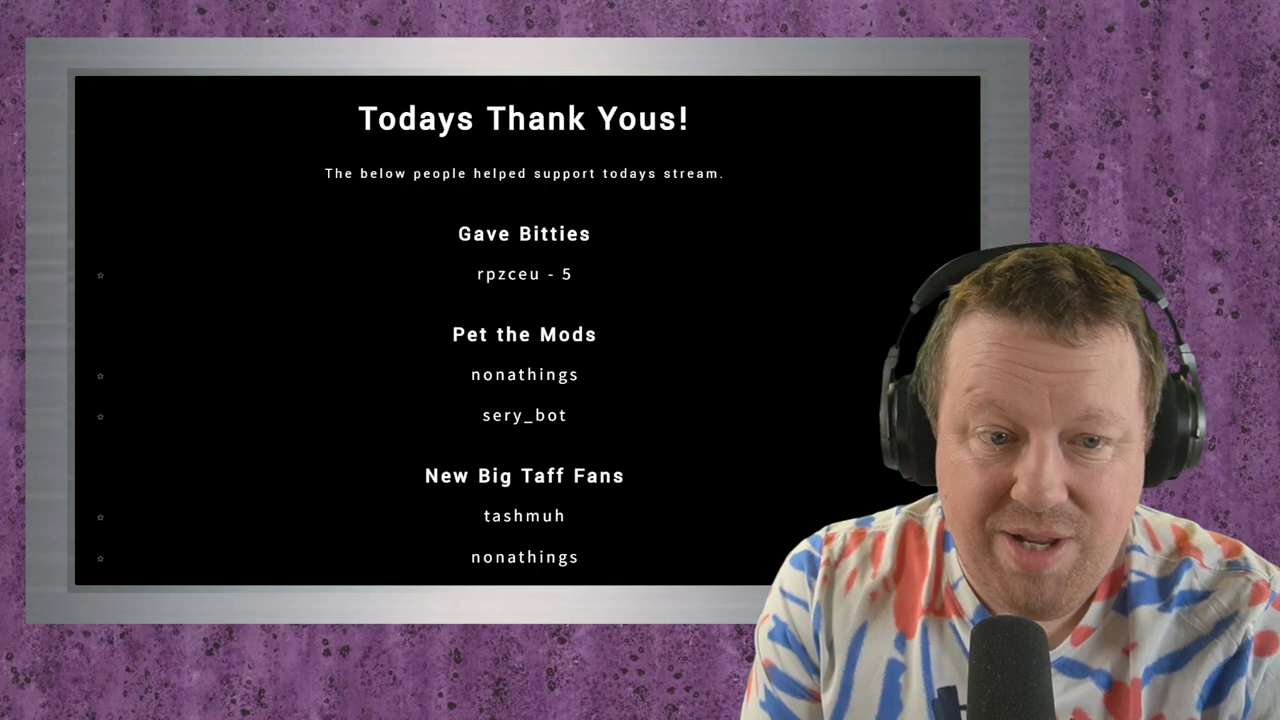 Todays Thank Yous!
The below people helped support todays stream.
Gave Bitties
rpzceu - 5
Pet the Mods
nonathings
sery_bot
New Big Taff Fans
tashmuh
nonathings